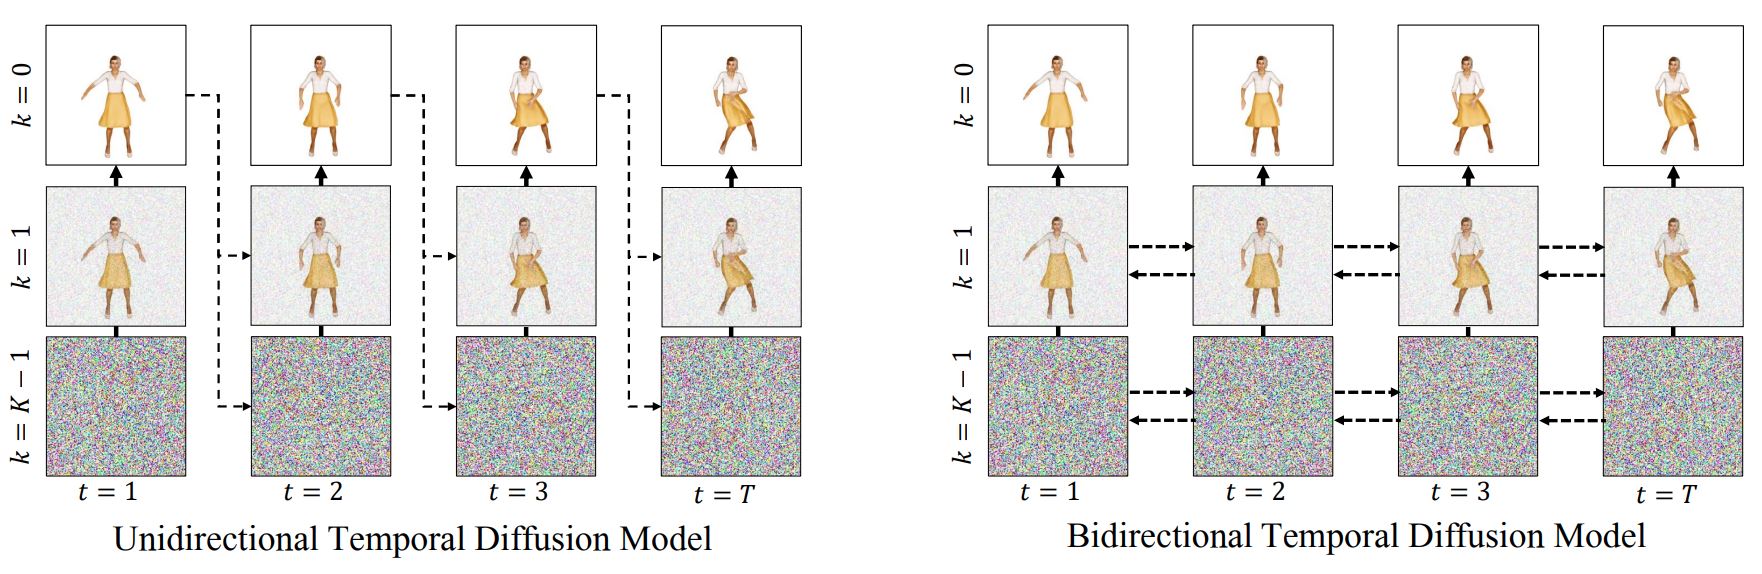 k = 0
k = 1
k = K − 1
t = 1
t = 2
t = 3
t = T
Unidirectional Temporal Diffusion Model
k = 0
k = 1
k = K − 1
t = 1
t = 2
t = 3
t = T
Bidirectional Temporal Diffusion Model